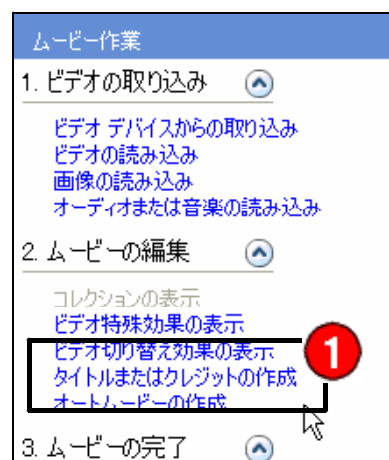 ムービー作業
1. ビデオの取り込み
ビデオ デバイスからの取り込み
ビデオの読み込み
画像の読み込み
オーディオまたは音楽の読み込み
2. ムービーの編集
コレクションの表示
ビデオ特殊効果の表示
ビデオ切り替え効果の表示
1
タイトルまたはクレジットの作成
オートムービーの作成
3. ムービーの完了